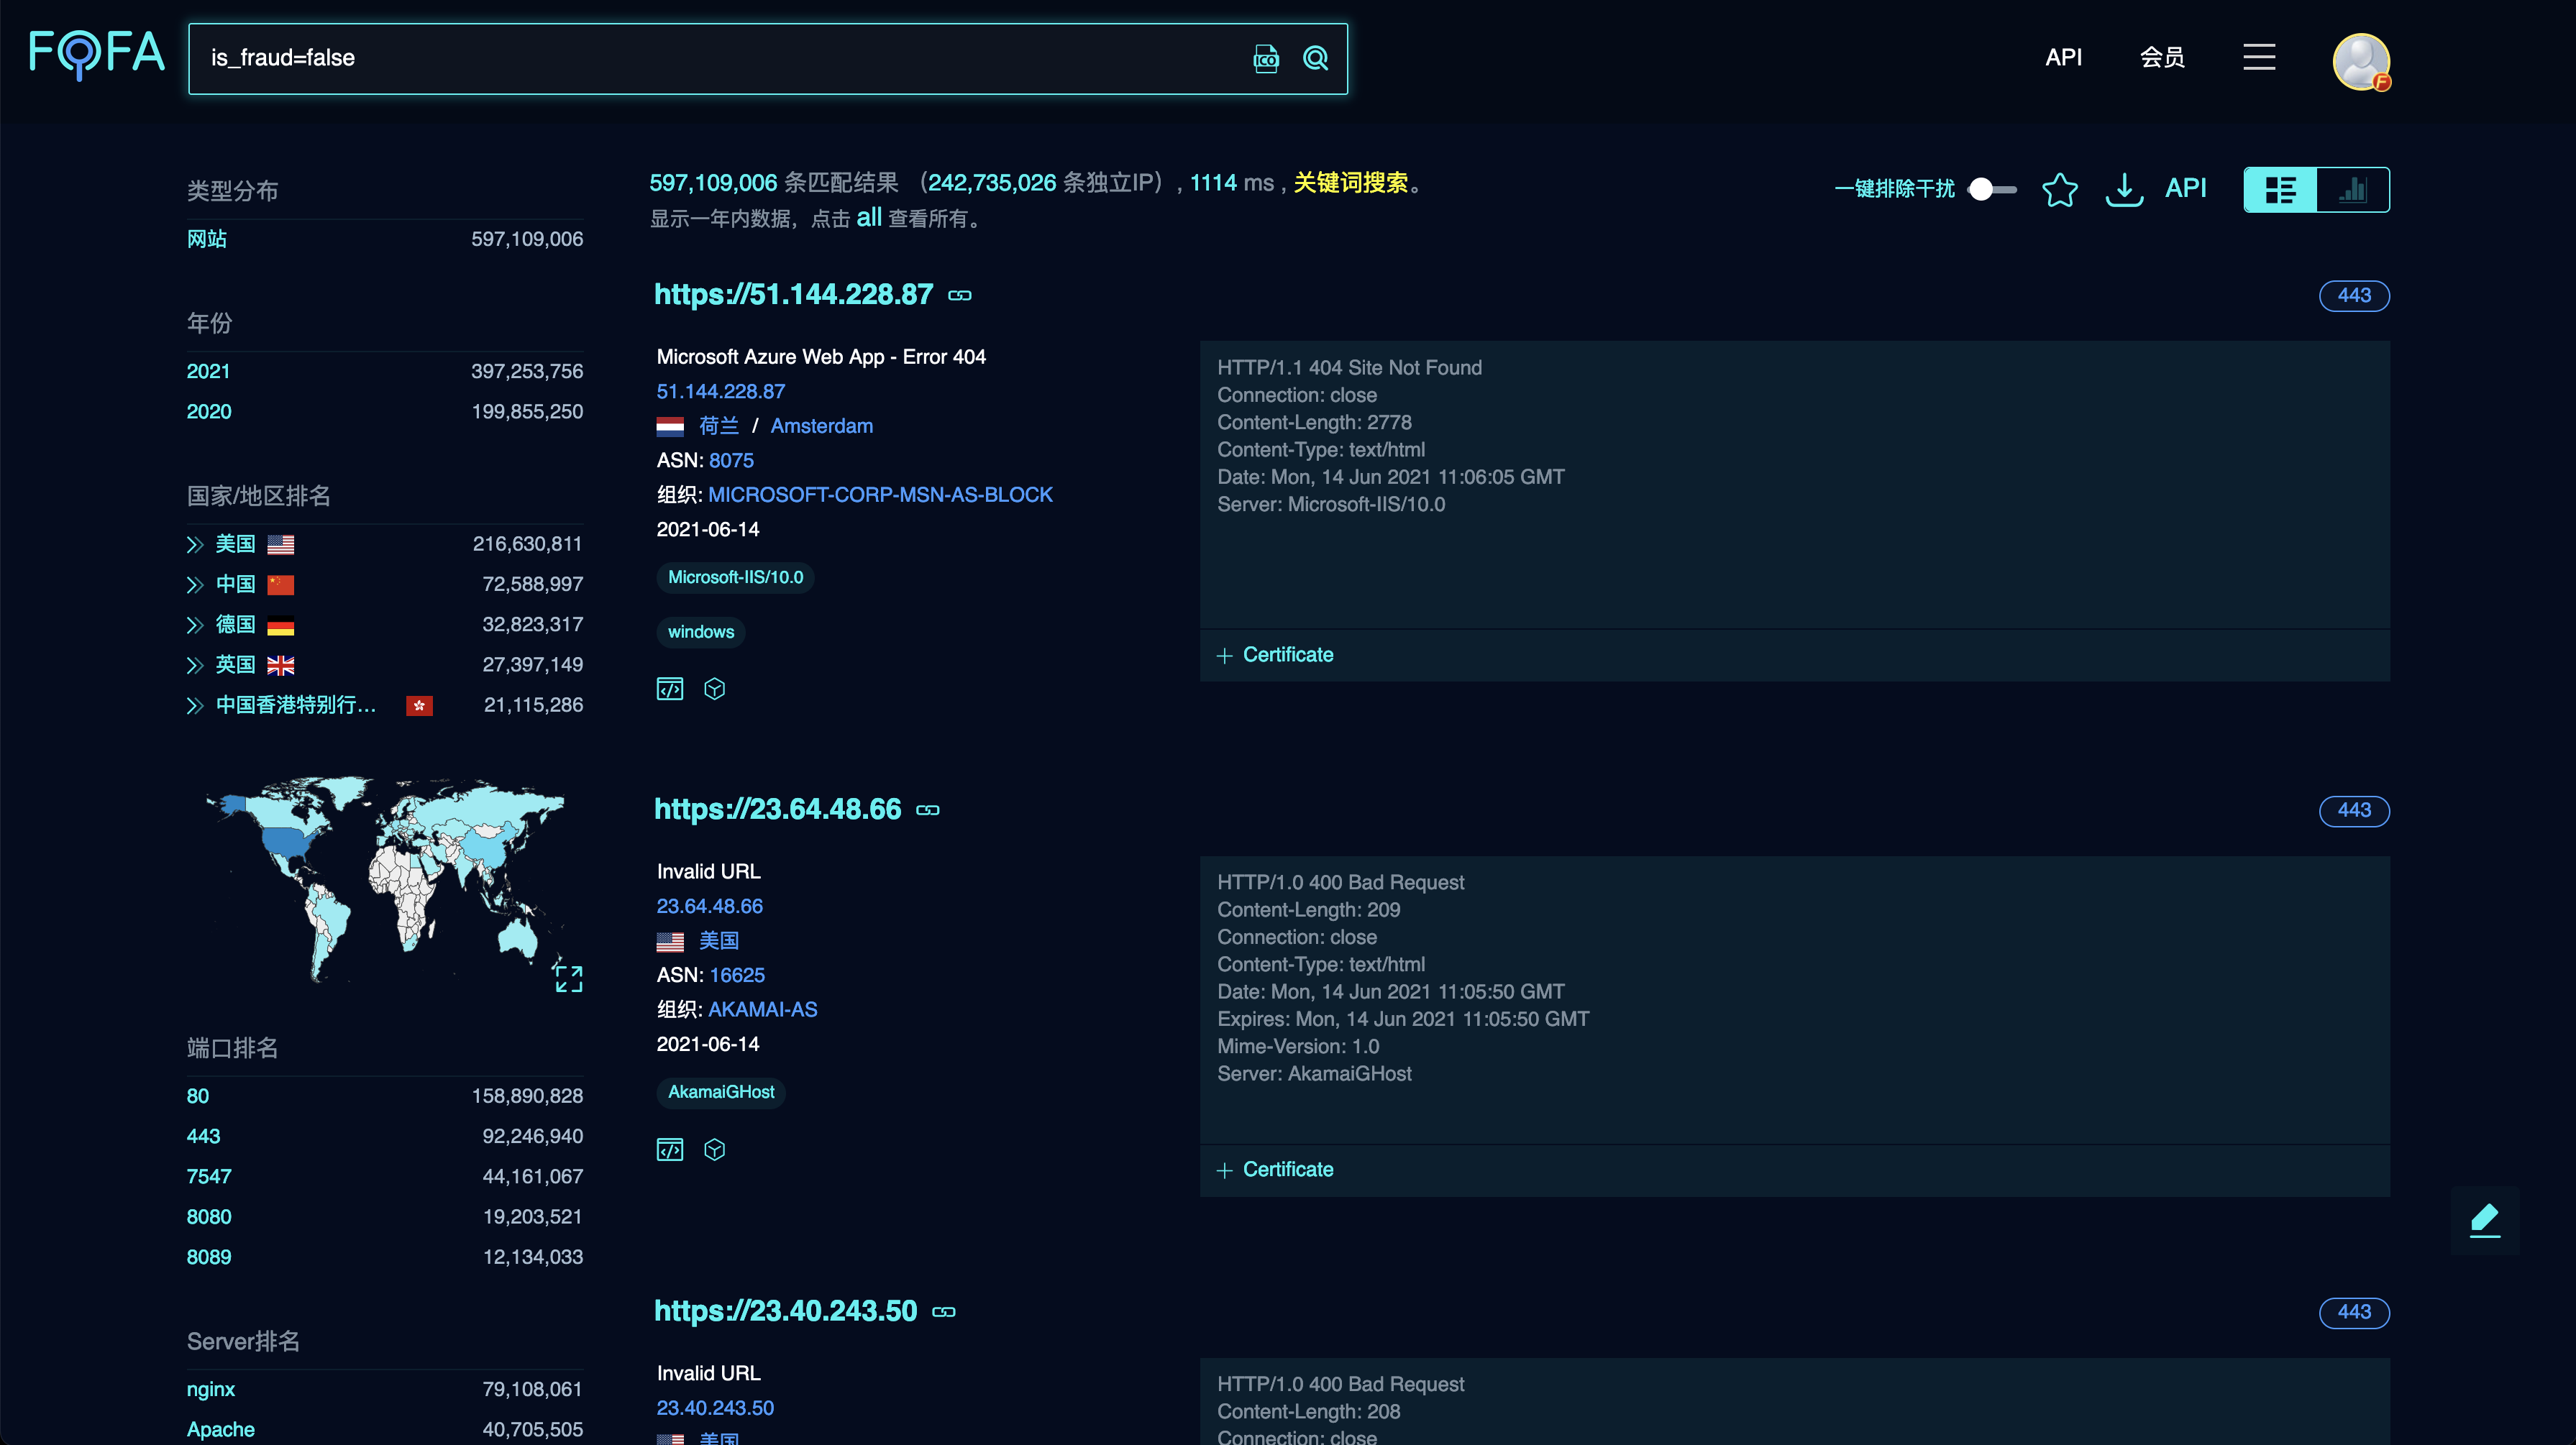 FOFA
is_fraud=false
ICO
API
会员
F
类型分布
网站 597,109,006
年份
2021 397,253,756
2020 199,855,250
国家/地区排名
美国 216,630,811
中国 72,588,997
德国 32,823,317
英国 27,397,149
中国香港特别行... 21,115,286
端口排名
80 158,890,828
443 92,246,940
7547 44,161,067
8080 19,203,521
8089 12,134,033
Server排名
nginx 79,108,061
Apache 40,705,505
597,109,006 条匹配结果 （242,735,026 条独立IP）, 1114 ms , 关键词搜索。
显示一年内数据，点击 all 查看所有。
一键排除干扰
API
https://51.144.228.87
443
Microsoft Azure Web App - Error 404
51.144.228.87
荷兰 / Amsterdam
ASN: 8075
组织: MICROSOFT-CORP-MSN-AS-BLOCK
2021-06-14
Microsoft-IIS/10.0
windows
HTTP/1.1 404 Site Not Found
Connection: close
Content-Length: 2778
Content-Type: text/html
Date: Mon, 14 Jun 2021 11:06:05 GMT
Server: Microsoft-IIS/10.0
+ Certificate
https://23.64.48.66
443
Invalid URL
23.64.48.66
美国
ASN: 16625
组织: AKAMAI-AS
2021-06-14
AkamaiGHost
HTTP/1.0 400 Bad Request
Content-Length: 209
Connection: close
Content-Type: text/html
Date: Mon, 14 Jun 2021 11:05:50 GMT
Expires: Mon, 14 Jun 2021 11:05:50 GMT
Mime-Version: 1.0
Server: AkamaiGHost
+ Certificate
https://23.40.243.50
443
Invalid URL
23.40.243.50
美国
HTTP/1.0 400 Bad Request
Content-Length: 208
Connection: close